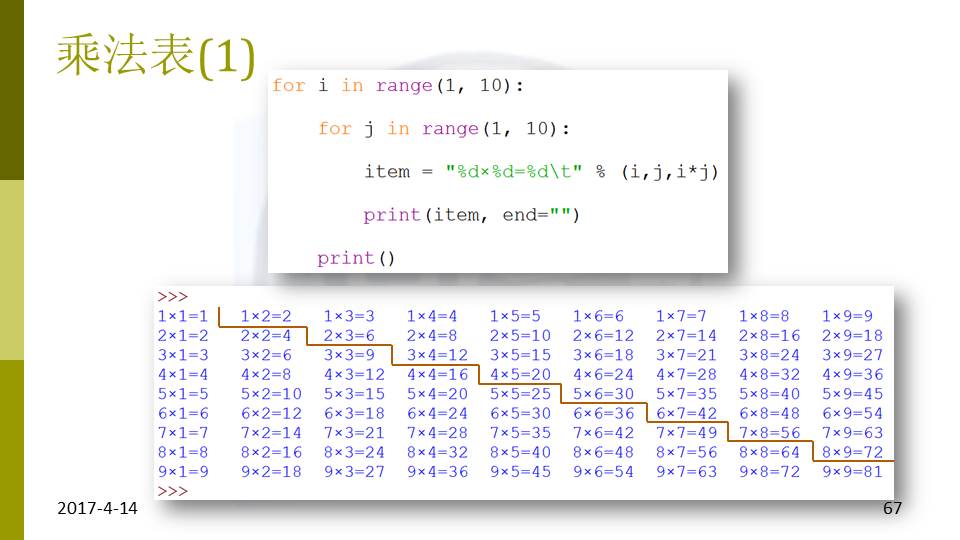 乘法表(1)
for i in range(1, 10):
    for j in range(1, 10):
        item = "%d×%d=%d\t" % (i,j,i*j)
        print(item, end="")
    print()
>>>
1×1=1 1×2=2 1×3=3 1×4=4 1×5=5 1×6=6 1×7=7 1×8=8 1×9=9
2×1=2 2×2=4 2×3=6 2×4=8 2×5=10 2×6=12 2×7=14 2×8=16 2×9=18
3×1=3 3×2=6 3×3=9 3×4=12 3×5=15 3×6=18 3×7=21 3×8=24 3×9=27
4×1=4 4×2=8 4×3=12 4×4=16 4×5=20 4×6=24 4×7=28 4×8=32 4×9=36
5×1=5 5×2=10 5×3=15 5×4=20 5×5=25 5×6=30 5×7=35 5×8=40 5×9=45
6×1=6 6×2=12 6×3=18 6×4=24 6×5=30 6×6=36 6×7=42 6×8=48 6×9=54
7×1=7 7×2=14 7×3=21 7×4=28 7×5=35 7×6=42 7×7=49 7×8=56 7×9=63
8×1=8 8×2=16 8×3=24 8×4=32 8×5=40 8×6=48 8×7=56 8×8=64 8×9=72
9×1=9 9×2=18 9×3=27 9×4=36 9×5=45 9×6=54 9×7=63 9×8=72 9×9=81
>>>
2017-4-14
67